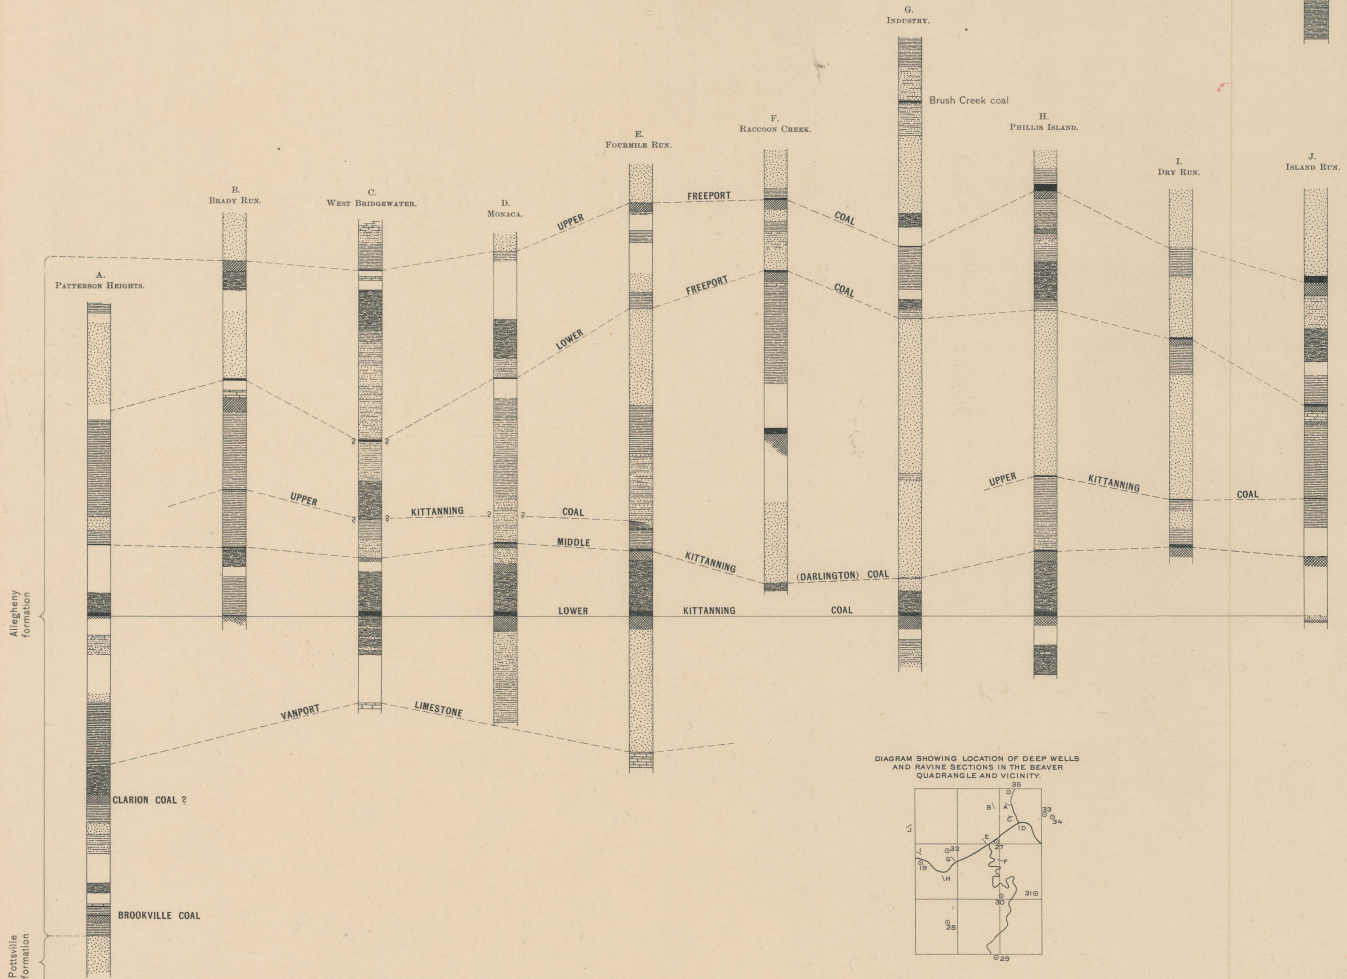 G.
INDUSTRY.
Brush Creek coal
H.
PHILLIS ISLAND.
F.
RACCOON CREEK.
E.
FOURMILE RUN.
J.
ISLAND RUN.
I.
DRY RUN.
B.
BRADY RUN.
C.
WEST BRIDGEWATER.
D.
MONACA.
A.
PATTERSON HEIGHTS.
UPPER
FREEPORT
COAL
LOWER
FREEPORT
COAL
? ?
UPPER
KITTANNING
COAL
? ?
? ?
UPPER
KITTANNING
COAL
MIDDLE
KITTANNING
(DARLINGTON) COAL
LOWER
KITTANNING
COAL
Allegheny
formation
VANPORT
LIMESTONE
CLARION COAL ?
BROOKVILLE COAL
Pottsville
formation
DIAGRAM SHOWING LOCATION OF DEEP WELLS
AND RAVINE SECTIONS IN THE BEAVER
QUADRANGLE AND VICINITY.
35
B
A
33
34
C
D
J
E
27
32
I
G
F
19
H
31
30
28
29